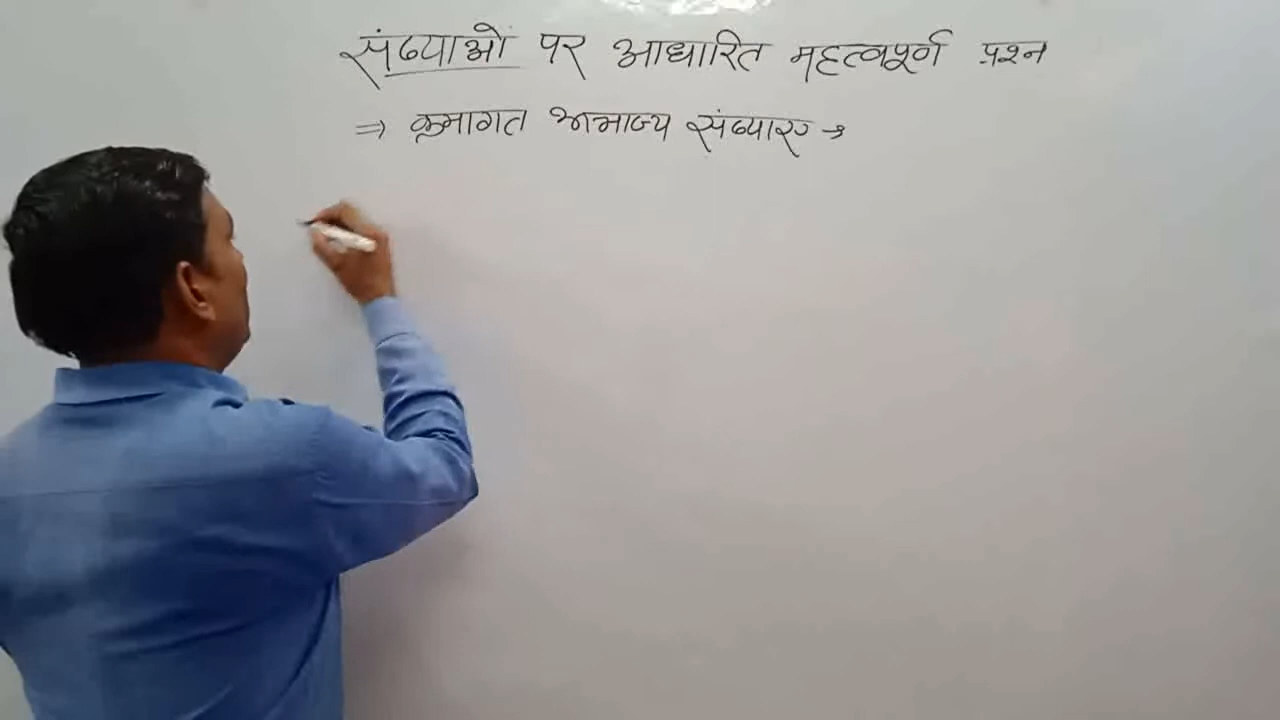 संख्याओं पर आधारित महत्वपूर्ण प्रश्न
⇒ क्रमागत अभाज्य संख्याएं →